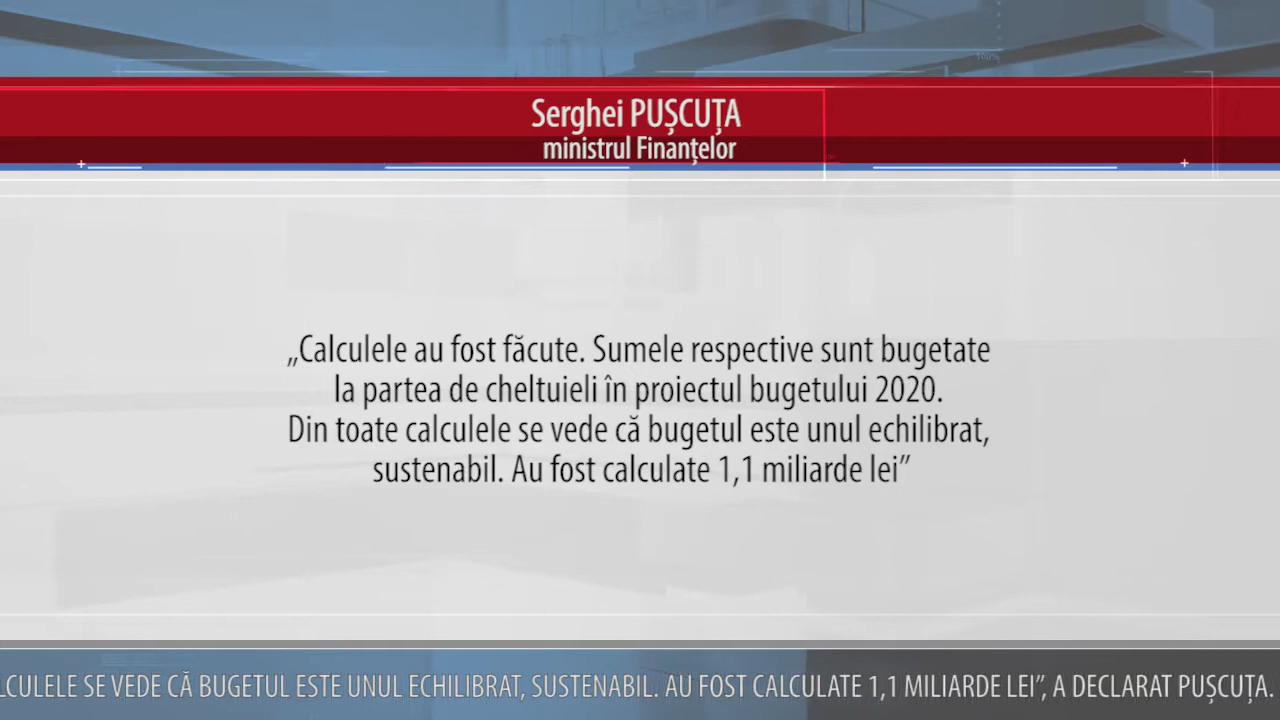 Serghei PUȘCUȚA
ministrul Finanțelor
„Calculele au fost făcute. Sumele respective sunt bugetate
la partea de cheltuieli în proiectul bugetului 2020.
Din toate calculele se vede că bugetul este unul echilibrat,
sustenabil. Au fost calculate 1,1 miliarde lei”
LCULELE SE VEDE CĂ BUGETUL ESTE UNUL ECHILIBRAT, SUSTENABIL. AU FOST CALCULATE 1,1 MILIARDE LEI”, A DECLARAT PUȘCUȚA.